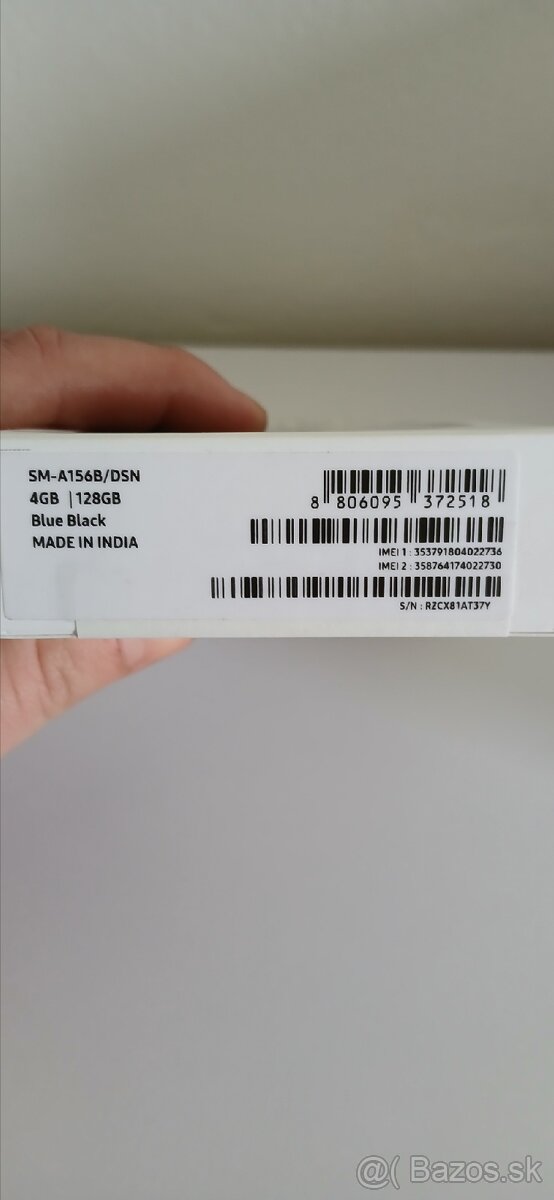 SM-A156B/DSN
4GB | 128GB
Blue Black
MADE IN INDIA
8 806095 372518
IMEI 1 : 353791804022736
IMEI 2 : 358764174022730
S/N : RZCX81AT37Y
@( Bazos.sk